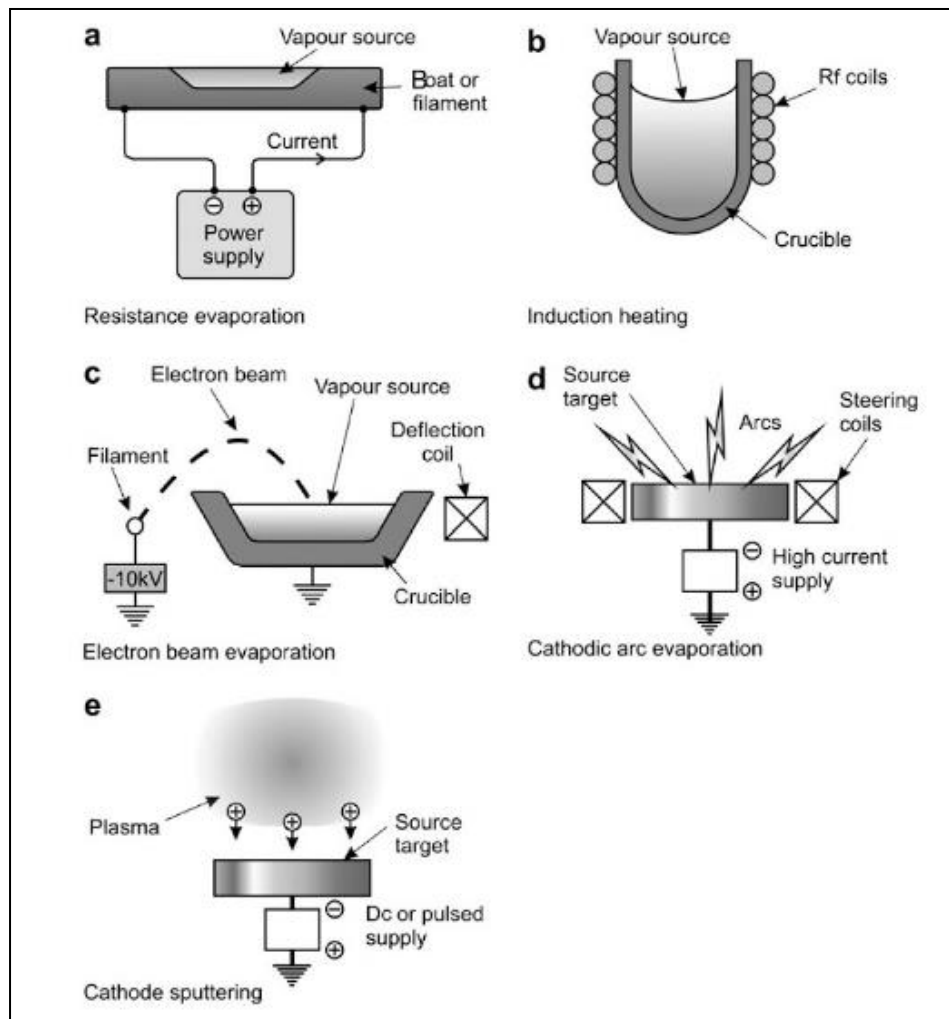 a
Vapour source
Boat or
filament
Current
− +
Power
supply
Resistance evaporation
b
Vapour source
Rf coils
Crucible
Induction heating
c
Electron beam
Vapour source
Deflection
coil
Filament
-10kV
Crucible
Electron beam evaporation
d
Source
target
Arcs
Steering
coils
−
High current
supply
+
Cathodic arc evaporation
e
+ + +
Plasma
Source
target
−
Dc or pulsed
supply
+
Cathode sputtering